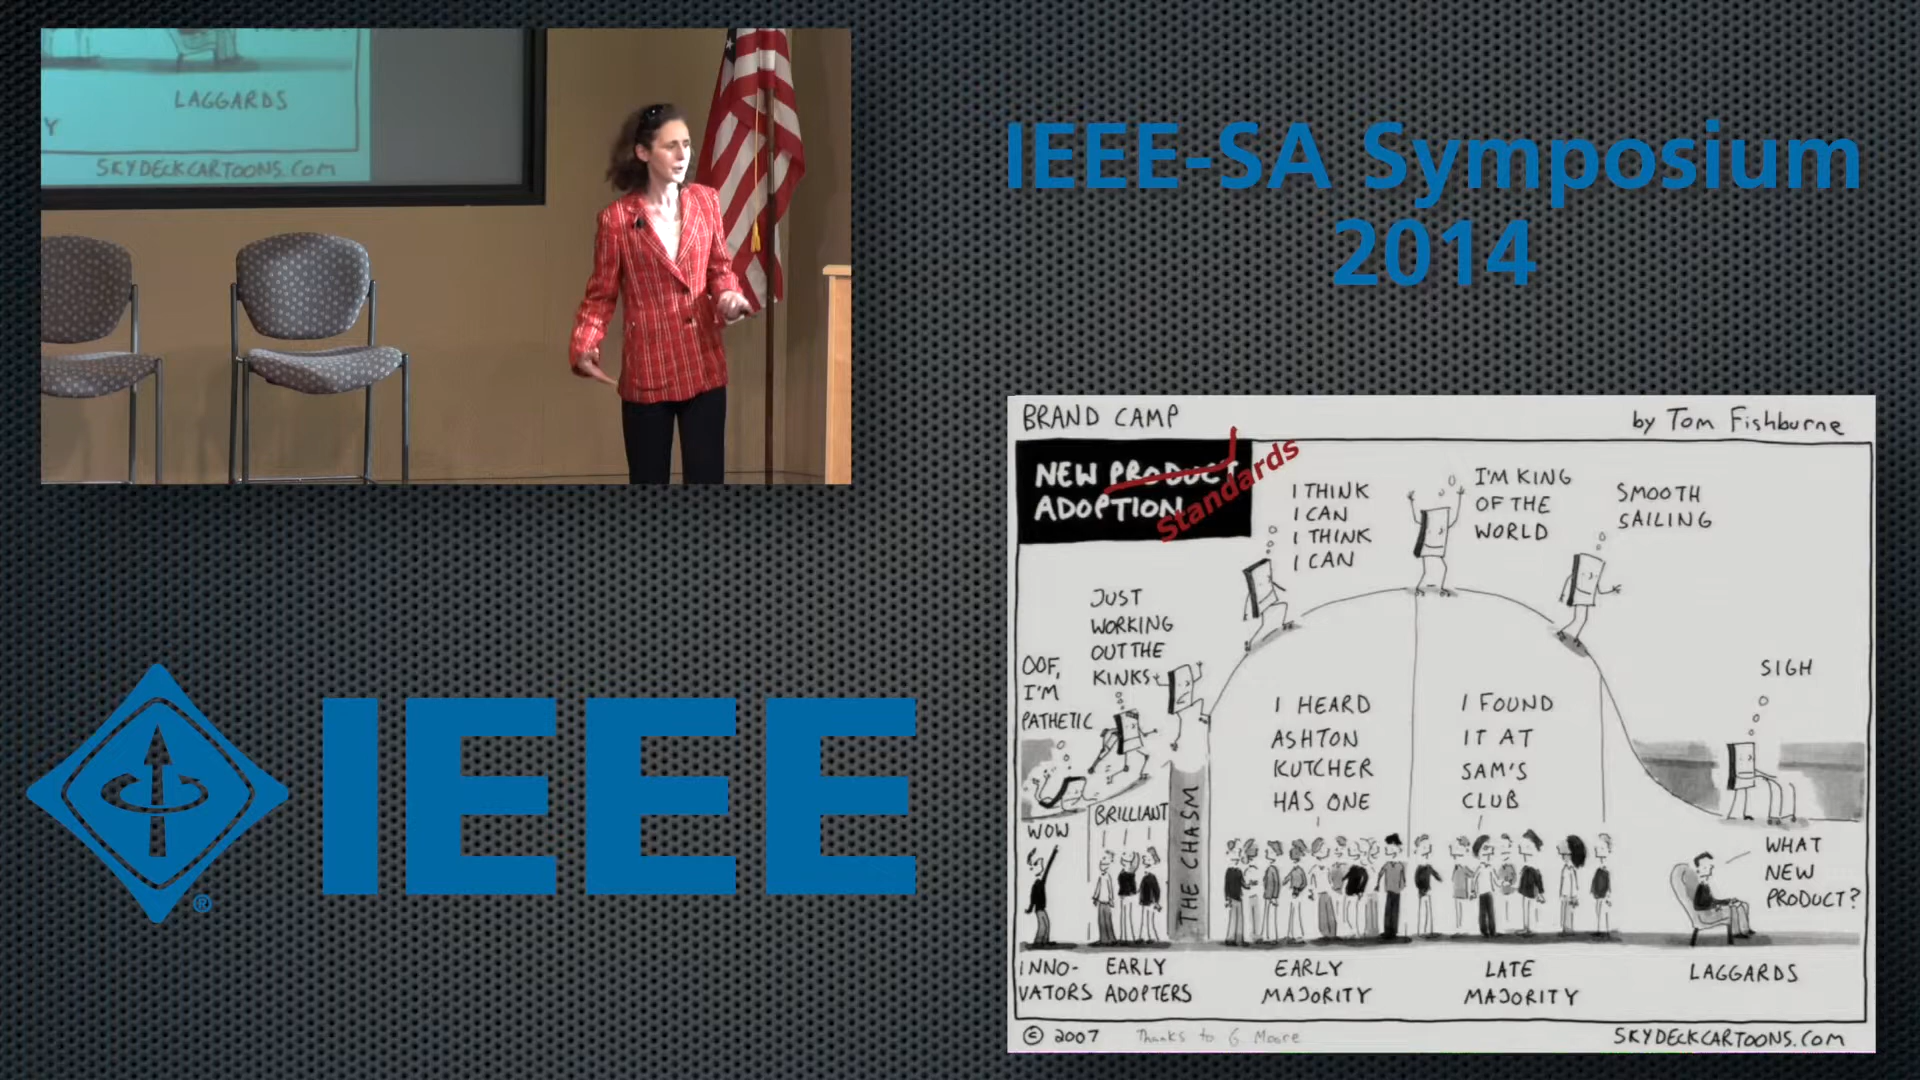 LAGGARDS
Y
SKYDECKCARTOONS.COM
IEEE-SA Symposium
2014
IEEE
®
BRAND CAMP
by Tom Fishburne
NEW PRODUCT
ADOPTION
Standards
I THINK
I CAN
I THINK
I CAN
I'M KING
OF THE
WORLD
SMOOTH
SAILING
JUST
WORKING
OUT THE
KINKS
OOF,
I'M
PATHETIC
SIGH
I HEARD
ASHTON
KUTCHER
HAS ONE
I FOUND
IT AT
SAM'S
CLUB
WOW
BRILLIANT
THE CHASM
WHAT
NEW
PRODUCT?
INNO-
VATORS
EARLY
ADOPTERS
EARLY
MAJORITY
LATE
MAJORITY
LAGGARDS
© 2007
Thanks to G Moore
SKYDECKCARTOONS.COM